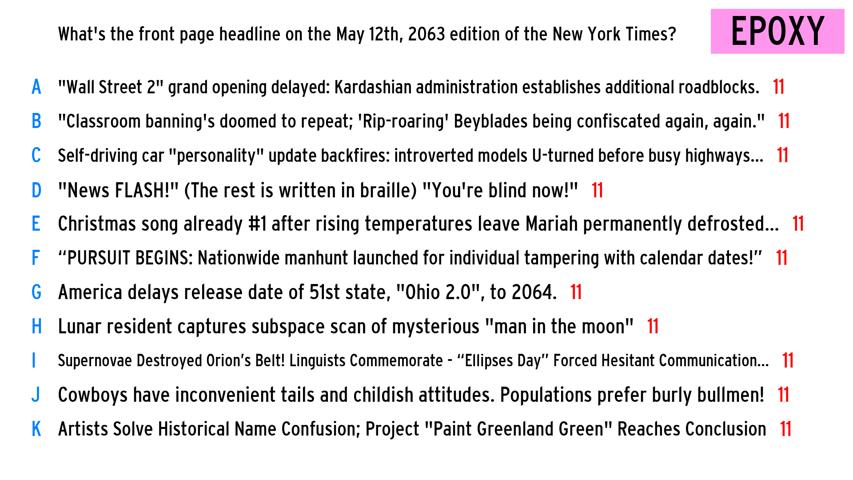 What's the front page headline on the May 12th, 2063 edition of the New York Times? EPOXY
A "Wall Street 2" grand opening delayed: Kardashian administration establishes additional roadblocks. 11
B "Classroom banning's doomed to repeat; 'Rip-roaring' Beyblades being confiscated again, again." 11
C Self-driving car "personality" update backfires: introverted models U-turned before busy highways... 11
D "News FLASH!" (The rest is written in braille) "You're blind now!" 11
E Christmas song already #1 after rising temperatures leave Mariah permanently defrosted... 11
F “PURSUIT BEGINS: Nationwide manhunt launched for individual tampering with calendar dates!” 11
G America delays release date of 51st state, "Ohio 2.0", to 2064. 11
H Lunar resident captures subspace scan of mysterious "man in the moon" 11
I Supernovae Destroyed Orion’s Belt! Linguists Commemorate - “Ellipses Day” Forced Hesitant Communication... 11
J Cowboys have inconvenient tails and childish attitudes. Populations prefer burly bullmen! 11
K Artists Solve Historical Name Confusion; Project "Paint Greenland Green" Reaches Conclusion 11